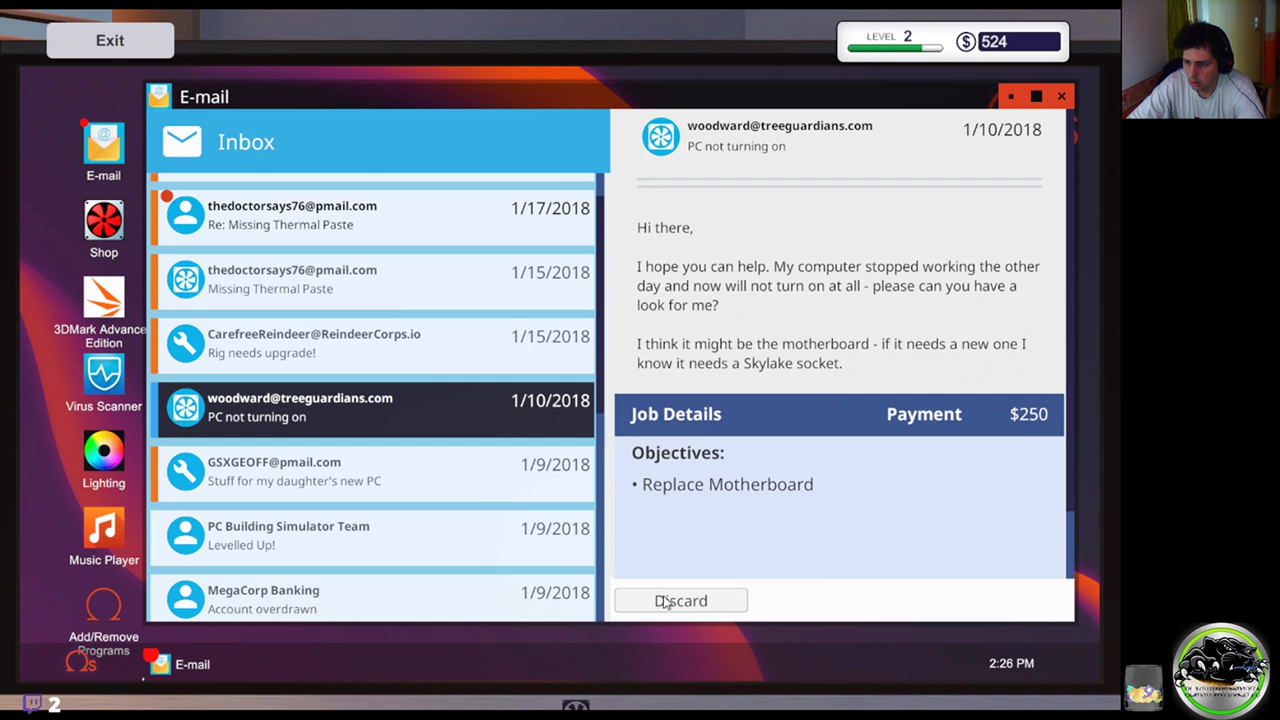 Exit
LEVEL 2
$ 524
E-mail
Inbox
thedoctorsays76@pmail.com 1/17/2018
Re: Missing Thermal Paste
thedoctorsays76@pmail.com 1/15/2018
Missing Thermal Paste
CarefreeReindeer@ReindeerCorps.io 1/15/2018
Rig needs upgrade!
woodward@treeguardians.com 1/10/2018
PC not turning on
GSXGEOFF@pmail.com 1/9/2018
Stuff for my daughter's new PC
PC Building Simulator Team 1/9/2018
Levelled Up!
MegaCorp Banking 1/9/2018
Account overdrawn
woodward@treeguardians.com 1/10/2018
PC not turning on
Hi there,
I hope you can help. My computer stopped working the other
day and now will not turn on at all - please can you have a
look for me?
I think it might be the motherboard - if it needs a new one I
know it needs a Skylake socket.
Job Details Payment $250
Objectives:
• Replace Motherboard
Discard
E-mail
Shop
3DMark Advance
Edition
Virus Scanner
Lighting
Music Player
Add/Remove
Programs
E-mail
2:26 PM
2